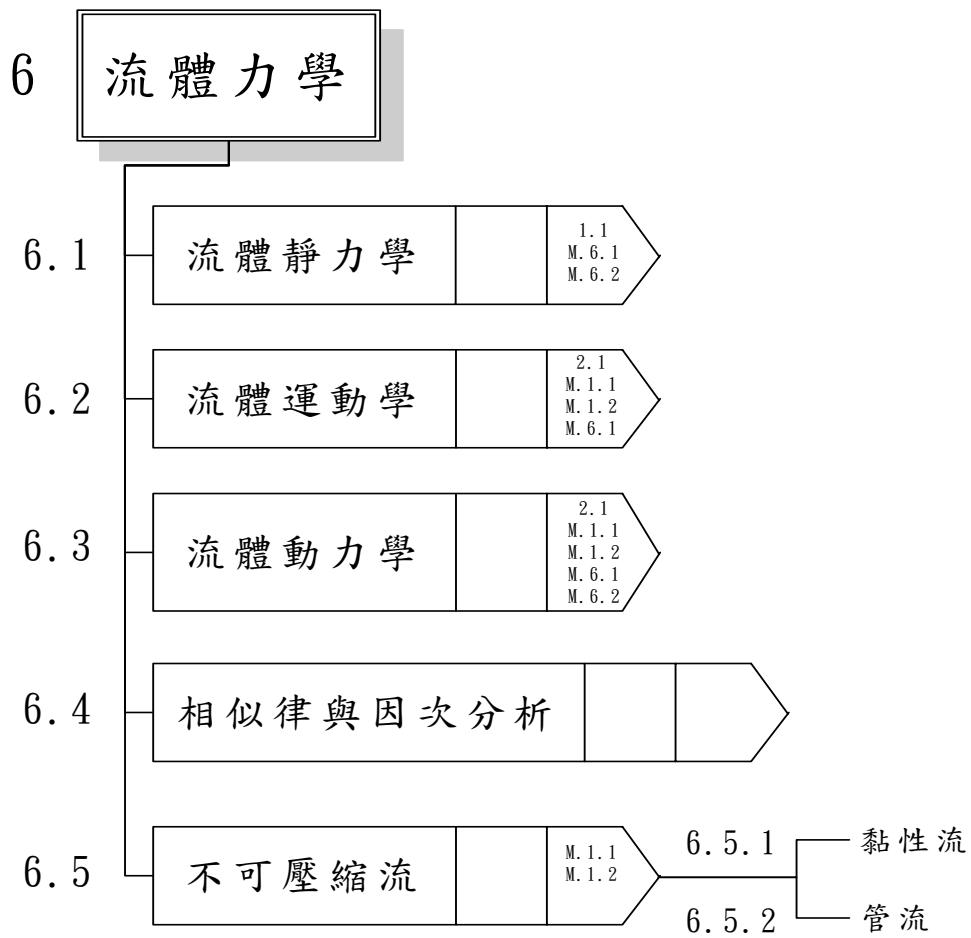 6 流體力學
6.1 流體靜力學
1.1
M.6.1
M.6.2
6.2 流體運動學
2.1
M.1.1
M.1.2
M.6.1
6.3 流體動力學
2.1
M.1.1
M.1.2
M.6.1
M.6.2
6.4 相似律與因次分析
6.5 不可壓縮流
M.1.1
M.1.2
6.5.1 黏性流
6.5.2 管流